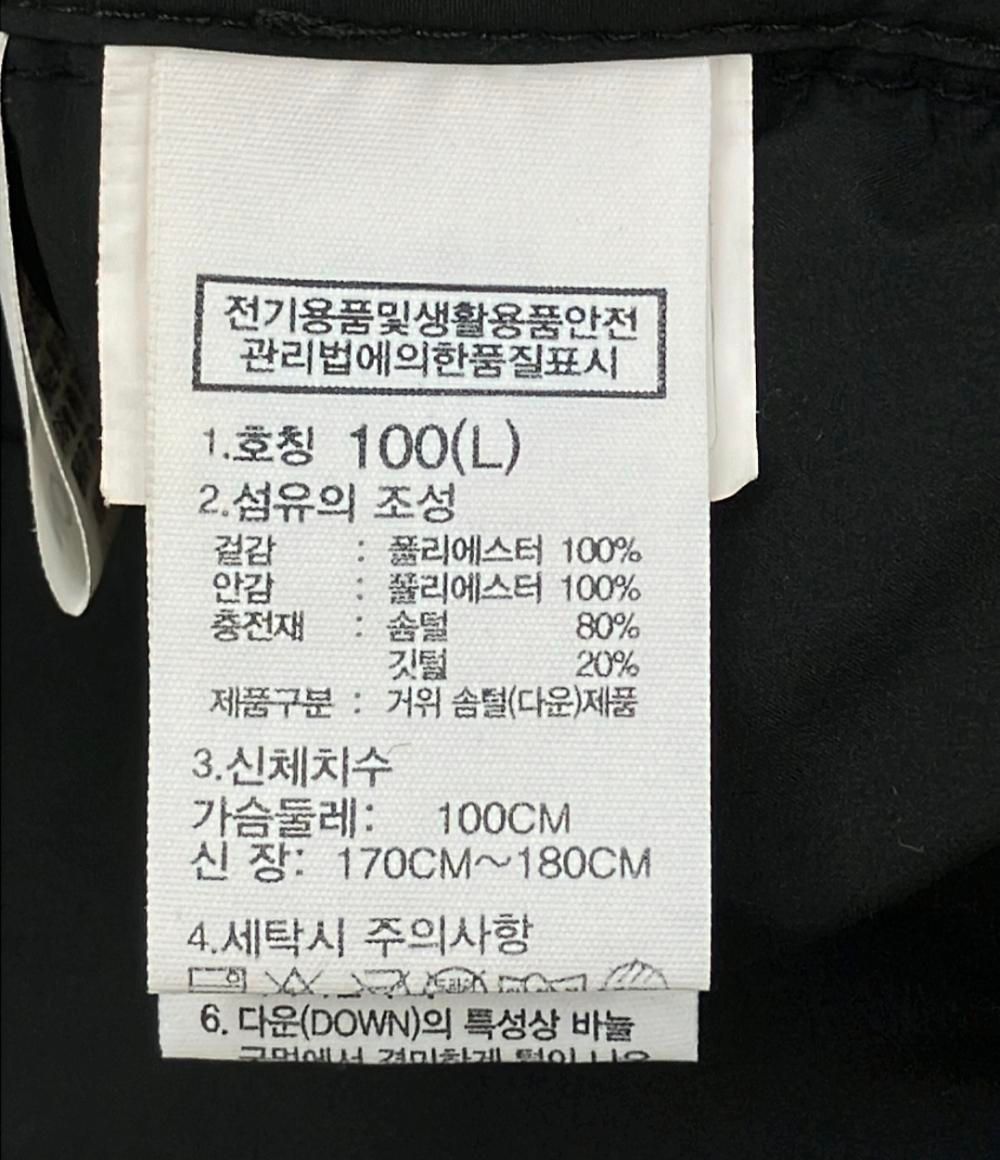 전기용품및생활용품안전
관리법에의한품질표시
1.호칭 100(L)
2.섬유의 조성
겉감 : 폴리에스터 100%
안감 : 폴리에스터 100%
충전재 : 솜털 80%
깃털 20%
제품구분 : 거위 솜털(다운)제품
3.신체치수
가슴둘레: 100CM
신 장: 170CM~180CM
4.세탁시 주의사항
6. 다운(DOWN)의 특성상 바늘